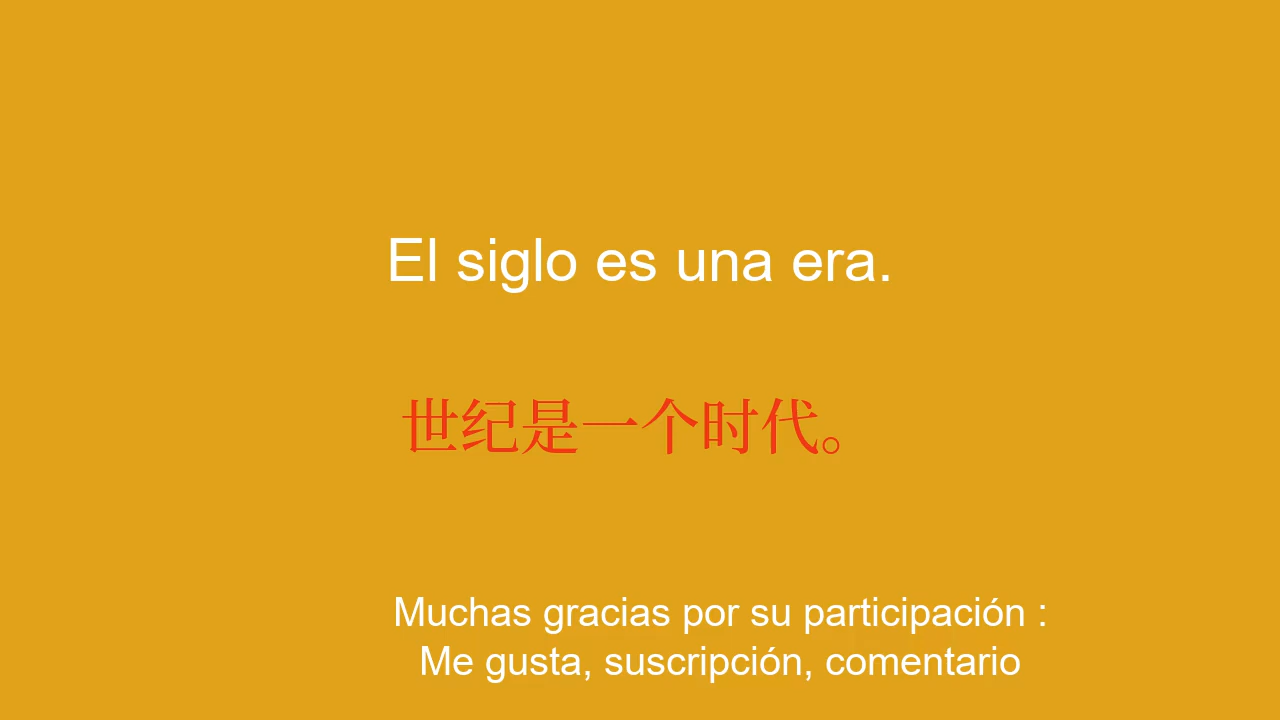 El siglo es una era.
世纪是一个时代。
Muchas gracias por su participación :
Me gusta, suscripción, comentario